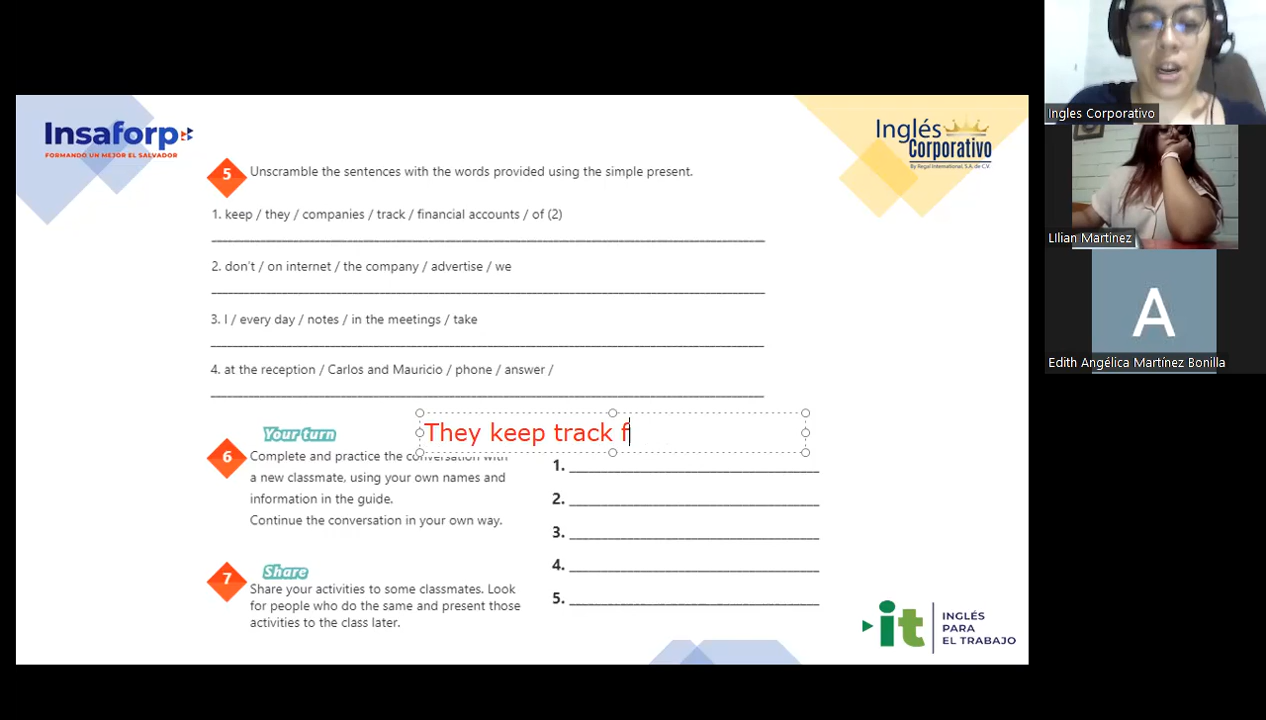 Insaforp
FORMANDO UN MEJOR EL SALVADOR
Inglés
Corporativo
By Regal International, S.A. de C.V.
5 Unscramble the sentences with the words provided using the simple present.
1. keep / they / companies / track / financial accounts / of (2)
2. don't / on internet / the company / advertise / we
3. I / every day / notes / in the meetings / take
4. at the reception / Carlos and Mauricio / phone / answer /
They keep track f
Your turn
6 Complete and practice the conversation with
a new classmate, using your own names and
information in the guide.
Continue the conversation in your own way.
1.
2.
3.
4.
5.
Share
7 Share your activities to some classmates. Look
for people who do the same and present those
activities to the class later.
it
INGLÉS
PARA
EL TRABAJO
Ingles Corporativo
LIlian Martinez
A
Edith Angélica Martínez Bonilla